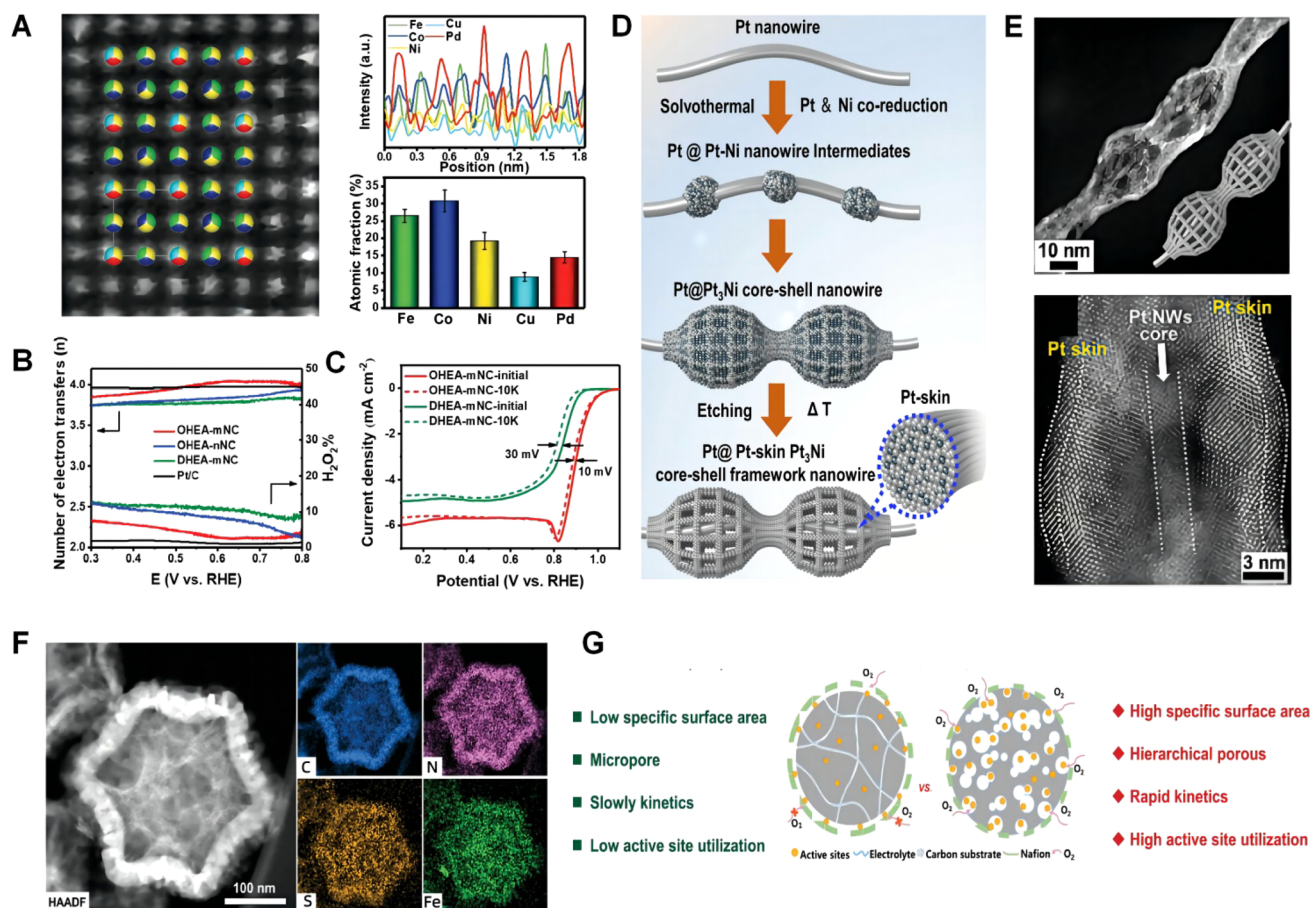 A
Intensity (a.u.)
Fe Cu
Co Pd
Ni
0.0 0.3 0.6 0.9 1.2 1.5 1.8
Position (nm)
Atomic fraction (%)
35
30
25
20
15
10
5
0
Fe Co Ni Cu Pd
B
Number of electron transfers (n)
4.0
3.5
3.0
2.5
2.0
OHEA-mNC
OHEA-nNC
DHEA-mNC
Pt/C
50
40
30
20
10
0
H2O2%
0.3 0.4 0.5 0.6 0.7 0.8
E (V vs. RHE)
C
Current density (mA cm-2)
0
-2
-4
-6
OHEA-mNC-initial
OHEA-mNC-10K
DHEA-mNC-initial
DHEA-mNC-10K
30 mV
10 mV
0.2 0.4 0.6 0.8 1.0
Potential (V vs. RHE)
D
Pt nanowire
Solvothermal Pt & Ni co-reduction
Pt @ Pt-Ni nanowire Intermediates
Pt@Pt3Ni core-shell nanowire
Etching Δ T
Pt-skin
Pt@ Pt-skin Pt3Ni
core-shell framework nanowire
E
10 nm
Pt skin
Pt NWs
core
Pt skin
3 nm
F
HAADF
100 nm
C
N
S
Fe
G
Low specific surface area
Micropore
Slowly kinetics
Low active site utilization
O2
O1
O2
VS.
O2
O2
O2
O2
O2
O2
Active sites Electrolyte Carbon substrate Nafion O2
High specific surface area
Hierarchical porous
Rapid kinetics
High active site utilization